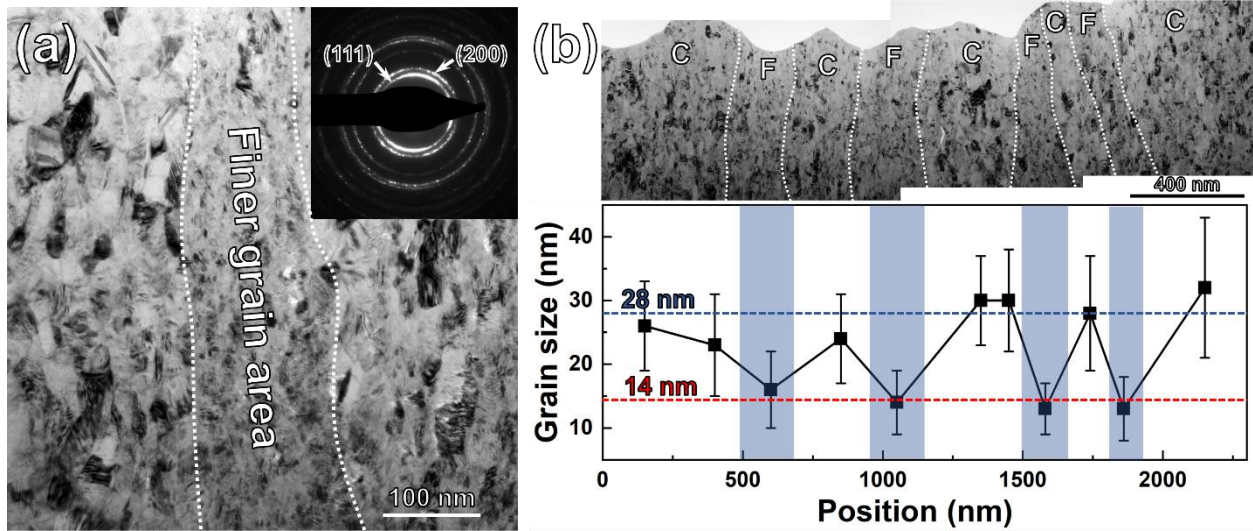 (a)
(111)
(200)
Finer grain area
100 nm
(b)
C
F
C
F
C
F
C
F
C
400 nm
Grain size (nm)
40
30
20
10
28 nm
14 nm
0
500
1000
1500
2000
Position (nm)